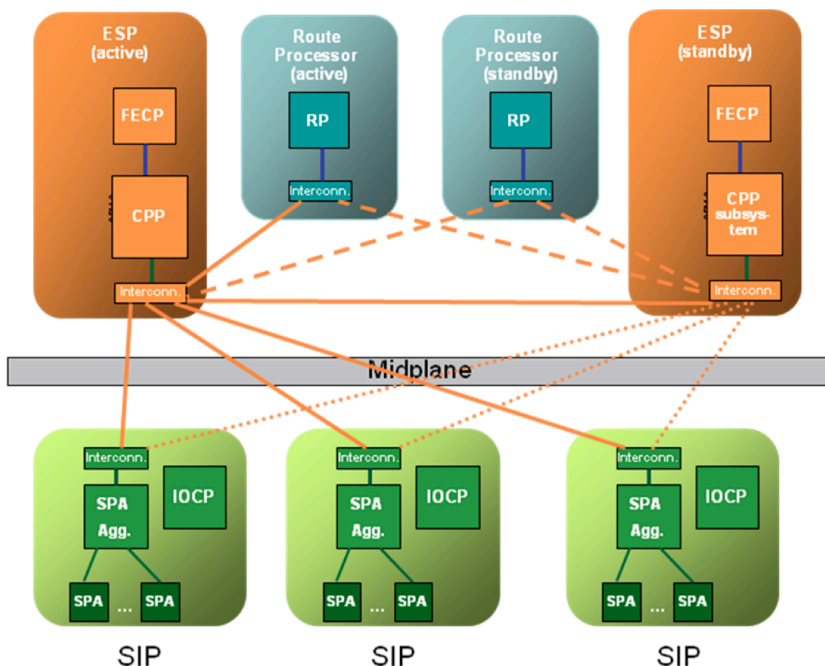 ESP
(active)
Route
Processor
(active)
Route
Processor
(standby)
ESP
(standby)
FECP
RP
RP
FECP
CPP
CPP
subsys-
tem
Interconn.
Interconn.
Interconn.
Interconn.
Midplane
Interconn.
IOCP
SPA
Agg.
SPA
...
SPA
Interconn.
IOCP
SPA
Agg.
SPA
...
SPA
Interconn.
IOCP
SPA
Agg.
SPA
...
SPA
SIP
SIP
SIP